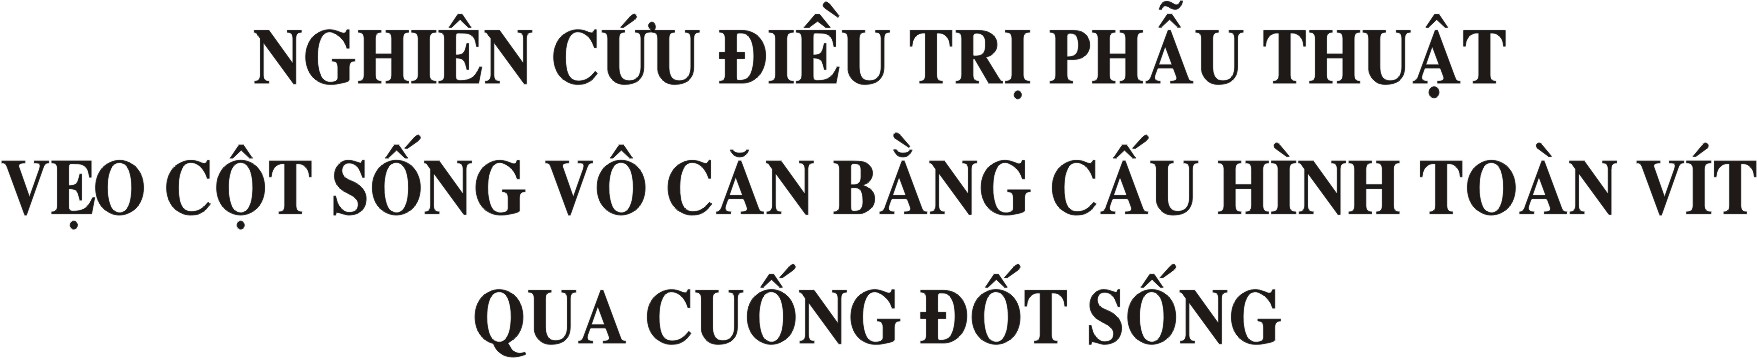 NGHIÊN CỨU ĐIỀU TRỊ PHẪU THUẬT
VẸO CỘT SỐNG VÔ CĂN BẰNG CẤU HÌNH TOÀN VÍT
QUA CUỐNG ĐỐT SỐNG